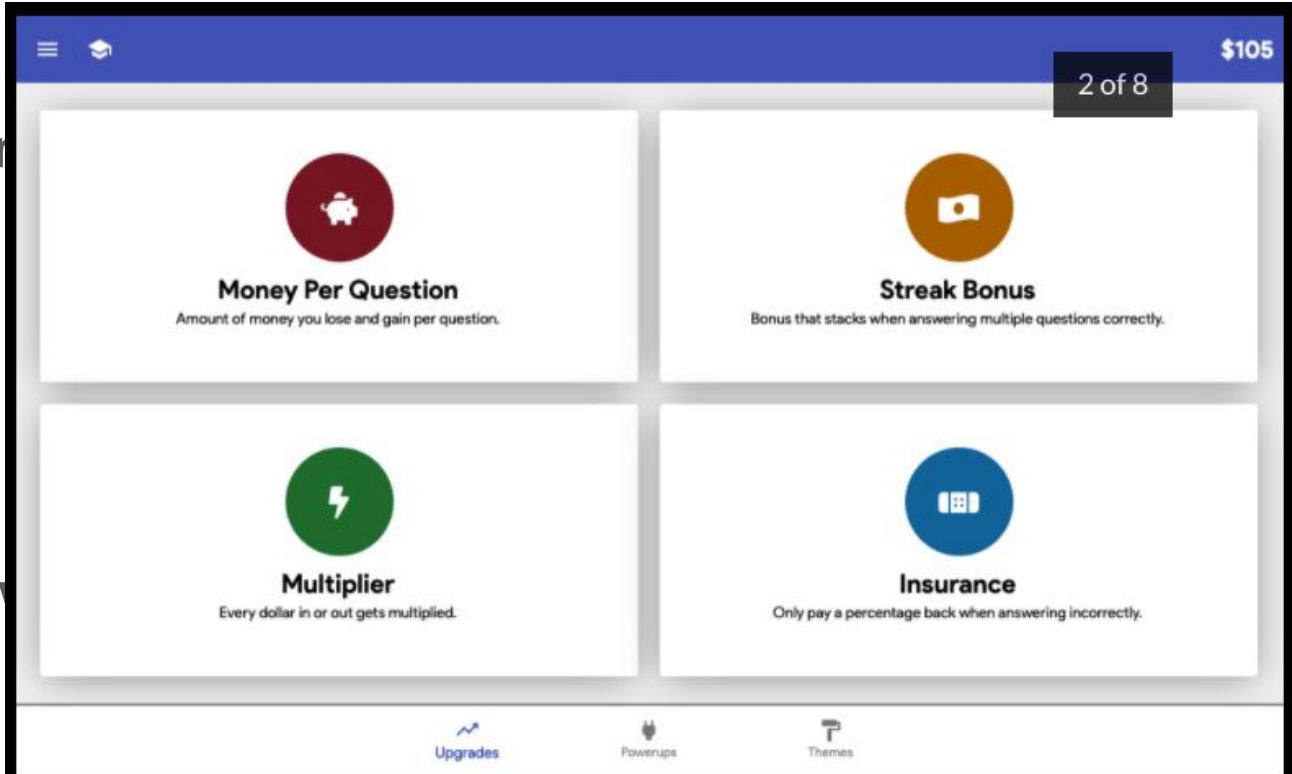 $105
2 of 8
Money Per Question
Amount of money you lose and gain per question.
Streak Bonus
Bonus that stacks when answering multiple questions correctly.
Multiplier
Every dollar in or out gets multiplied.
Insurance
Only pay a percentage back when answering incorrectly.
Upgrades
Powerups
Themes